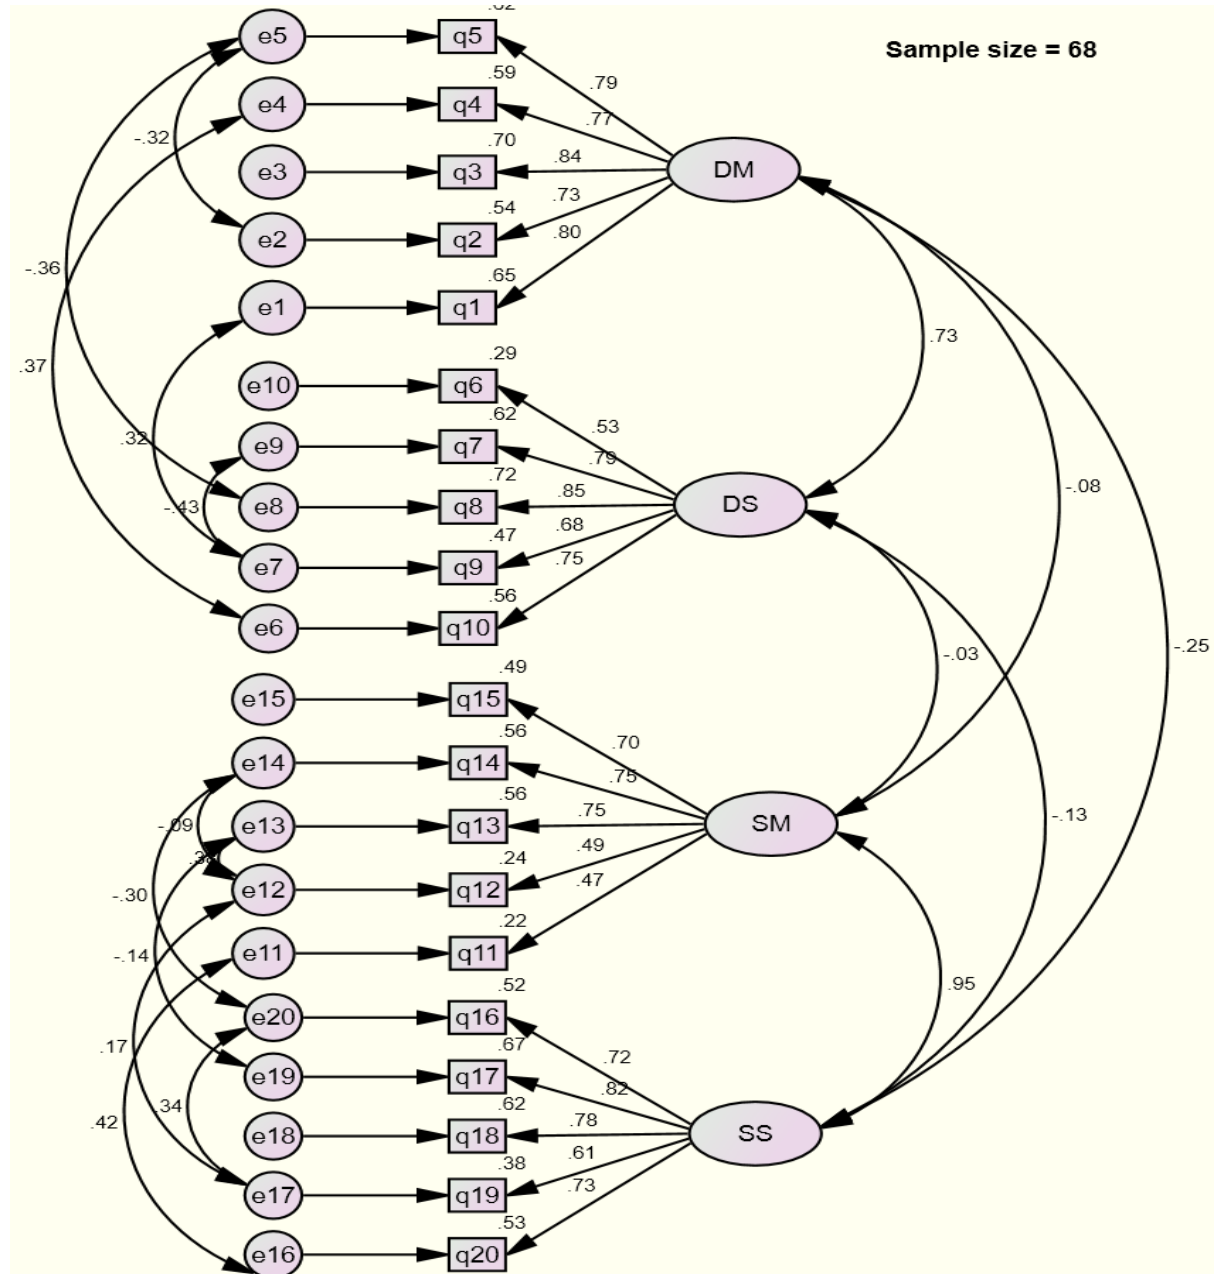 .62
e5 q5 Sample size = 68
.59 .79
e4 q4 .77
-.32 .70
e3 q3 .84 DM
.54 .73
e2 q2 .80
-.36 .65
e1 q1
.73
.37 .29
e10 q6
.32 .62 .53
e9 q7 .79
.72 -.08
-.43 e8 q8 .85 DS
.47 .68
e7 q9 .75
.56
e6 q10
-.03 -.25
.49
e15 q15
.56 .70
e14 q14 .75
.56
-.09 e13 q13 .75 SM -.13
.24 .49
e12 q12 .47
-.30 .22
e11 q11
-.14 .52 .95
e20 q16
.17 .67 .72
e19 q17 .82
.34 .62
.42 e18 q18 .78 SS
.38 .61
e17 q19 .73
.53
e16 q20